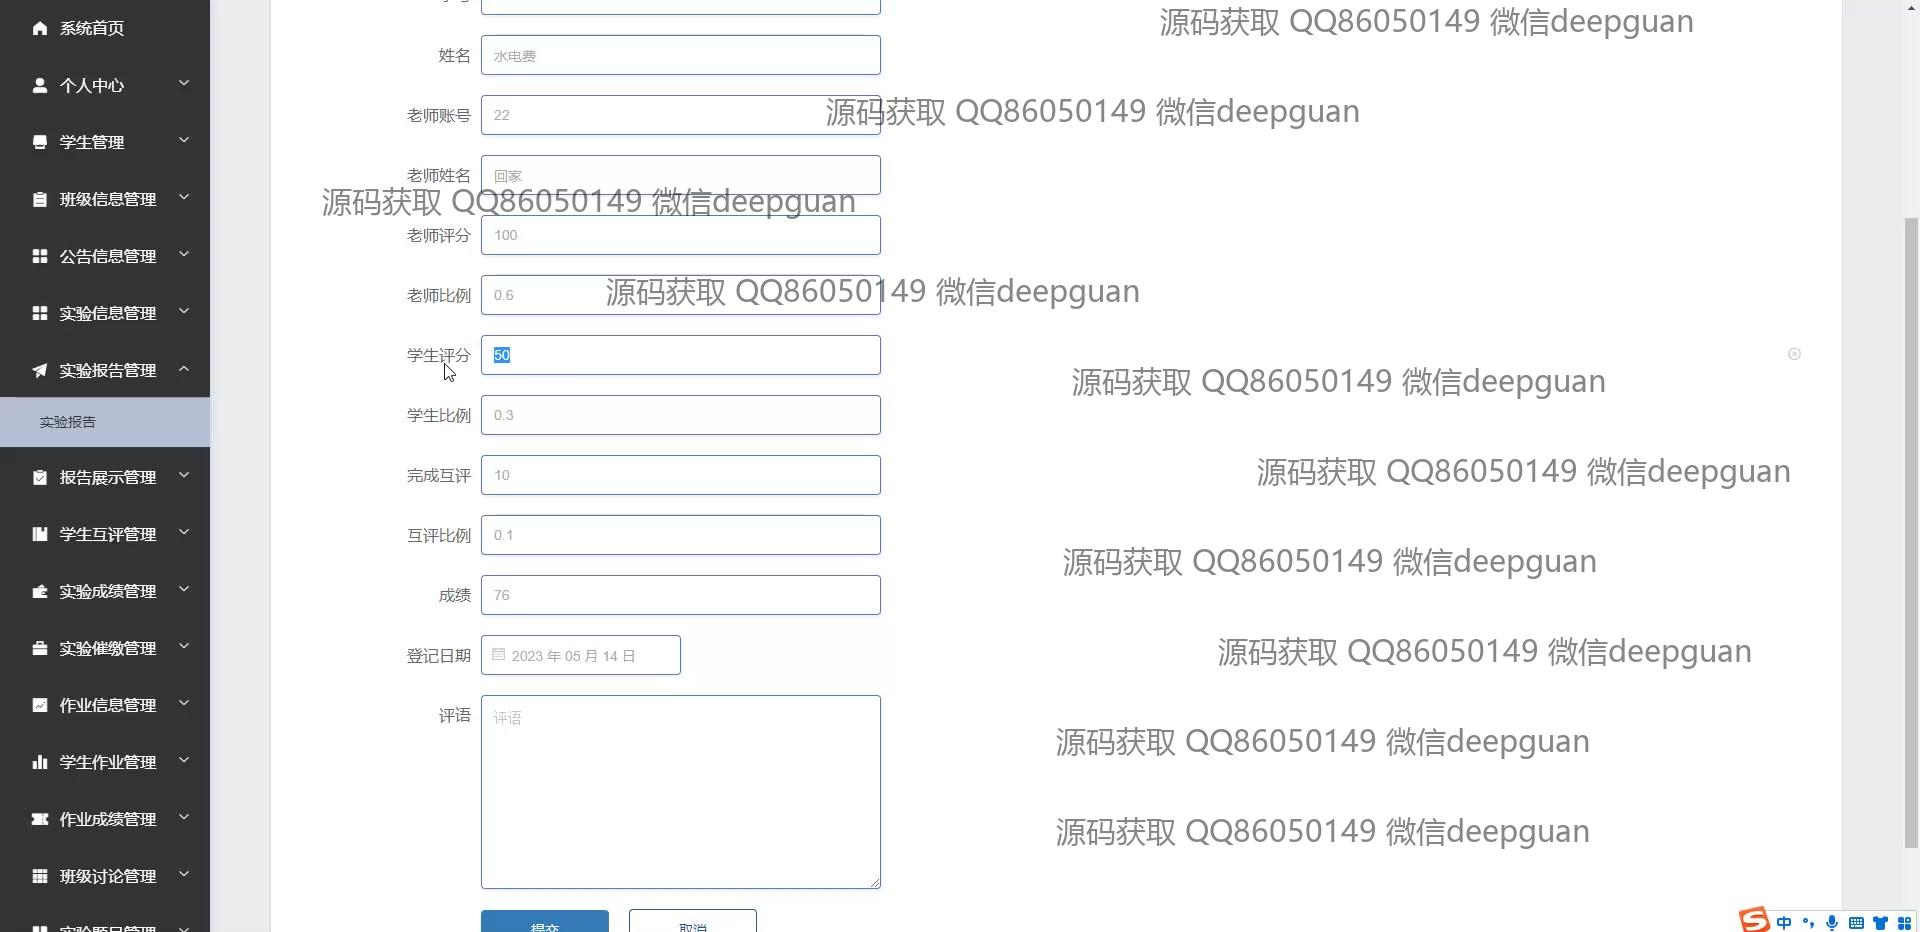 系统首页
个人中心
学生管理
班级信息管理
公告信息管理
实验信息管理
实验报告管理
实验报告
报告展示管理
学生互评管理
实验成绩管理
实验催缴管理
作业信息管理
学生作业管理
作业成绩管理
班级讨论管理
实验题目管理
姓名 水电费
老师账号 22
老师姓名 回家
老师评分 100
老师比例 0.6
学生评分 50
学生比例 0.3
完成互评 10
互评比例 0.1
成绩 76
登记日期 2023 年 05 月 14 日
评语 评语
提交 取消
源码获取 QQ86050149 微信deepguan
源码获取 QQ86050149 微信deepguan
源码获取 QQ86050149 微信deepguan
源码获取 QQ86050149 微信deepguan
源码获取 QQ86050149 微信deepguan
源码获取 QQ86050149 微信deepguan
源码获取 QQ86050149 微信deepguan
源码获取 QQ86050149 微信deepguan
源码获取 QQ86050149 微信deepguan
源码获取 QQ86050149 微信deepguan
S 中